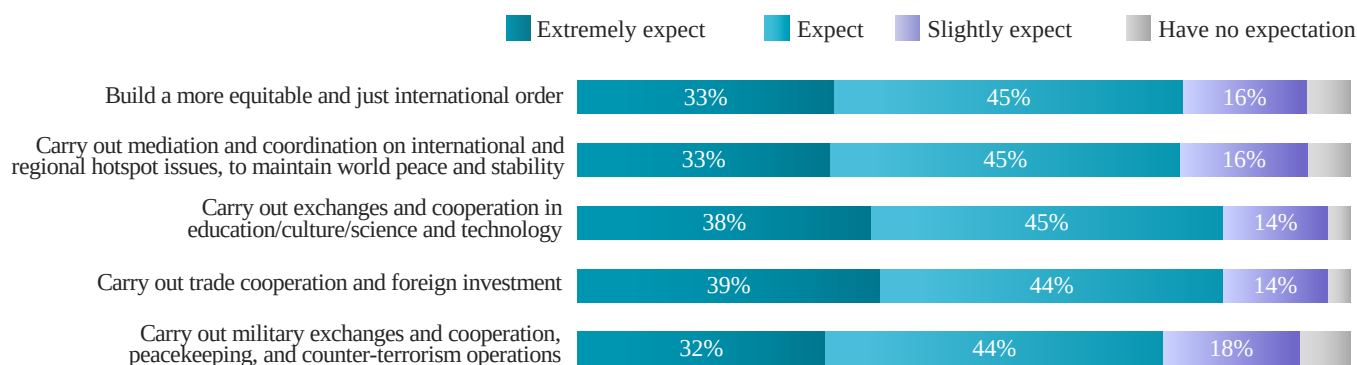 Extremely expect Expect Slightly expect Have no expectation
Build a more equitable and just international order 33% 45% 16%
Carry out mediation and coordination on international and
regional hotspot issues, to maintain world peace and stability 33% 45% 16%
Carry out exchanges and cooperation in
education/culture/science and technology 38% 45% 14%
Carry out trade cooperation and foreign investment 39% 44% 14%
Carry out military exchanges and cooperation,
peacekeeping, and counter-terrorism operations 32% 44% 18%